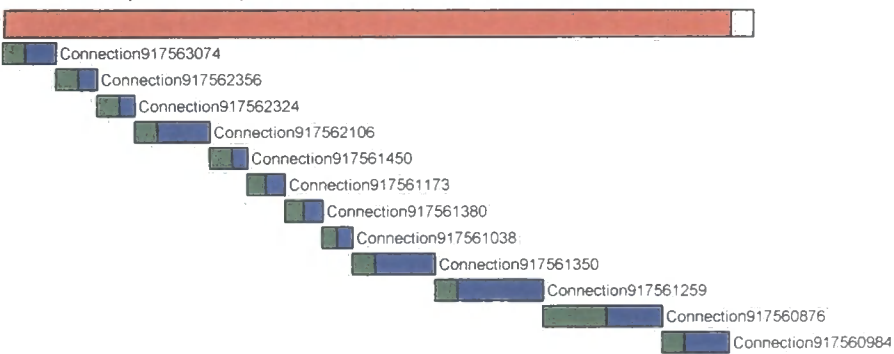 Connection917563074
Connection917562356
Connection917562324
Connection917562106
Connection917561450
Connection917561173
Connection917561380
Connection917561038
Connection917561350
Connection917561259
Connection917560876
Connection917560984